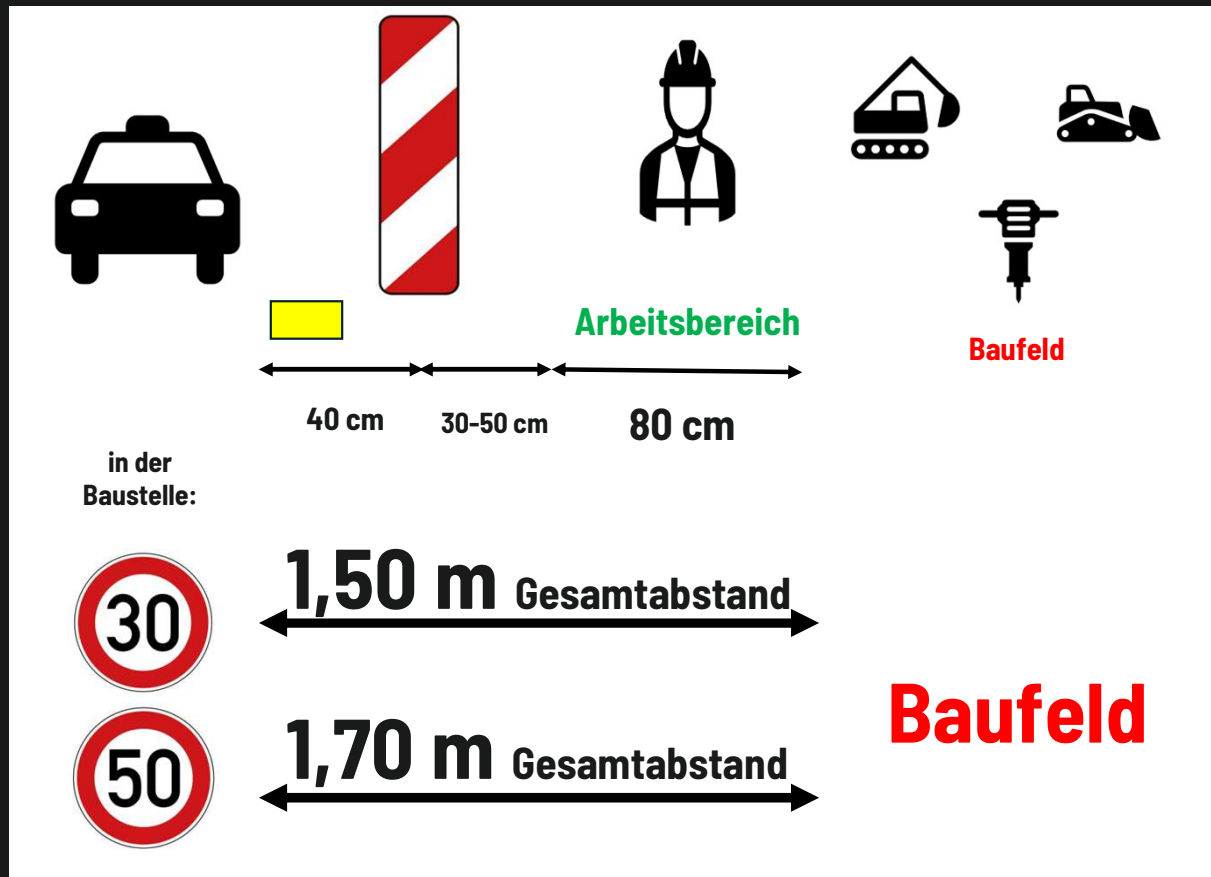 Arbeitsbereich
Baufeld
40 cm
30-50 cm
80 cm
in der
Baustelle:
30
1,50 m Gesamtabstand
Baufeld
50
1,70 m Gesamtabstand